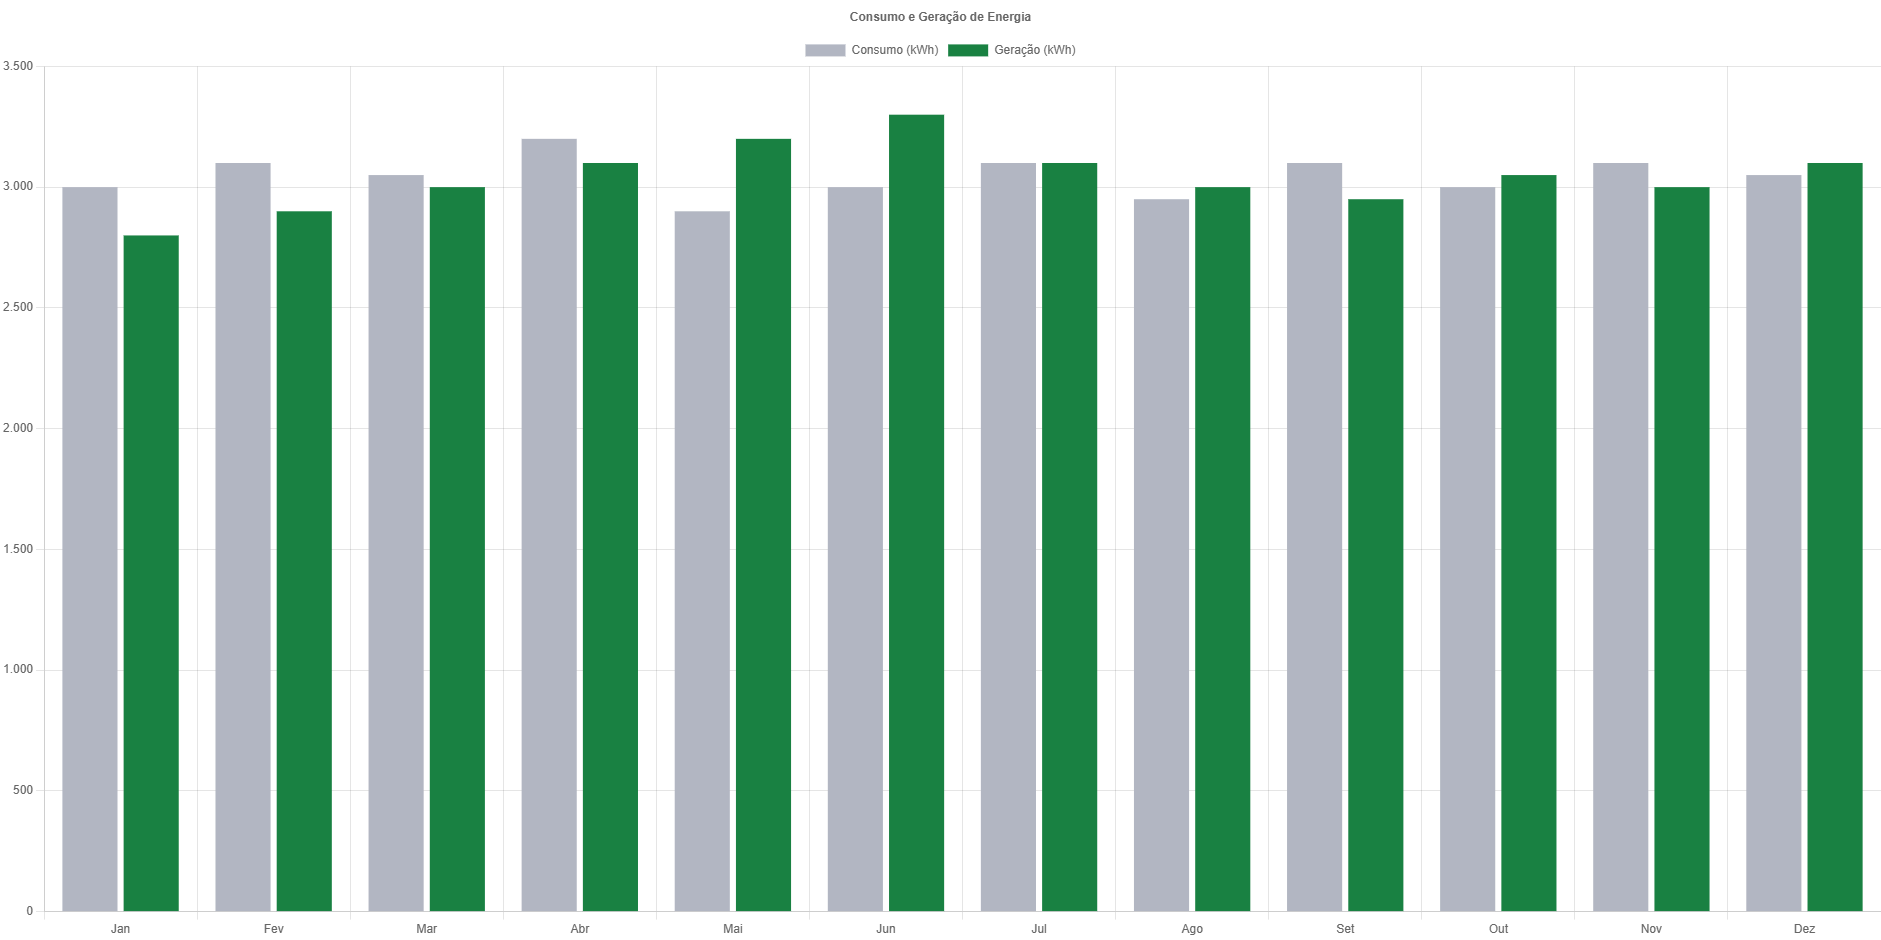 Consumo e Geração de Energia
Consumo (kWh) Geração (kWh)
3.500
3.000
2.500
2.000
1.500
1.000
500
0
Jan Fev Mar Abr Mai Jun Jul Ago Set Out Nov Dez